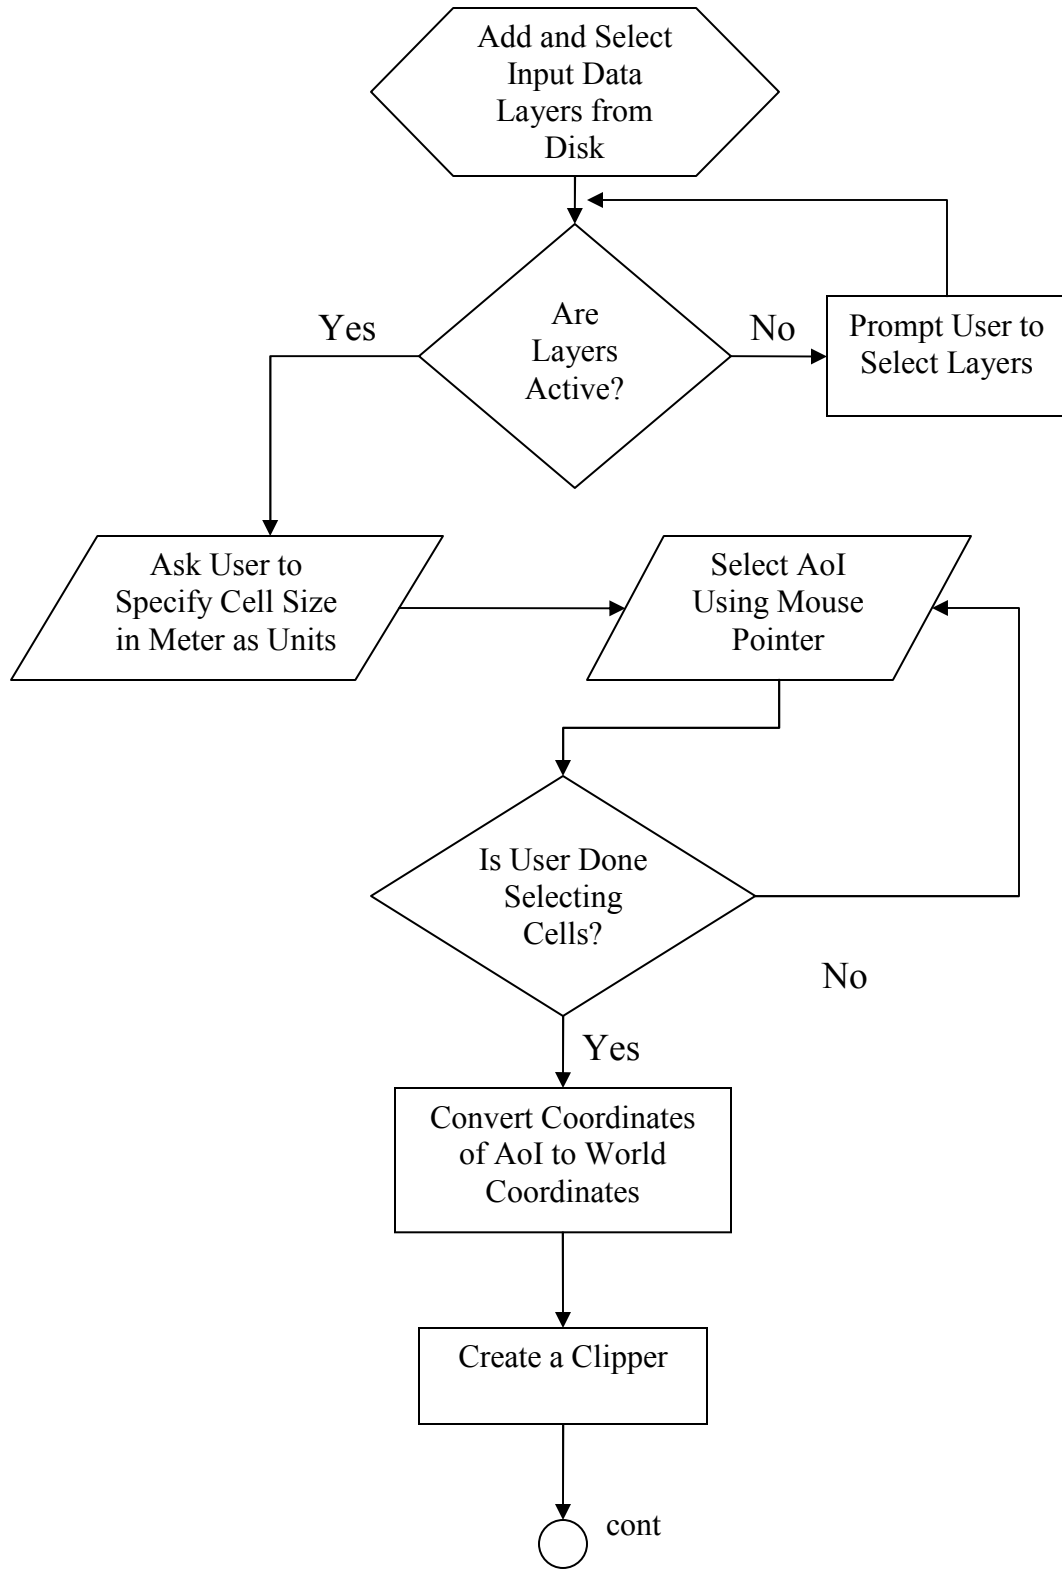 Add and Select
Input Data
Layers from
Disk
Yes
Are
Layers
Active?
No
Prompt User to
Select Layers
Ask User to
Specify Cell Size
in Meter as Units
Select AoI
Using Mouse
Pointer
Is User Done
Selecting
Cells?
No
Yes
Convert Coordinates
of AoI to World
Coordinates
Create a Clipper
cont